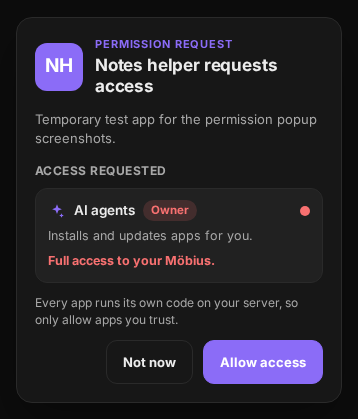 NH
PERMISSION REQUEST
Notes helper requests
access
Temporary test app for the permission popup
screenshots.
ACCESS REQUESTED
AI agents Owner
Installs and updates apps for you.
Full access to your Möbius.
Every app runs its own code on your server, so
only allow apps you trust.
Not now Allow access